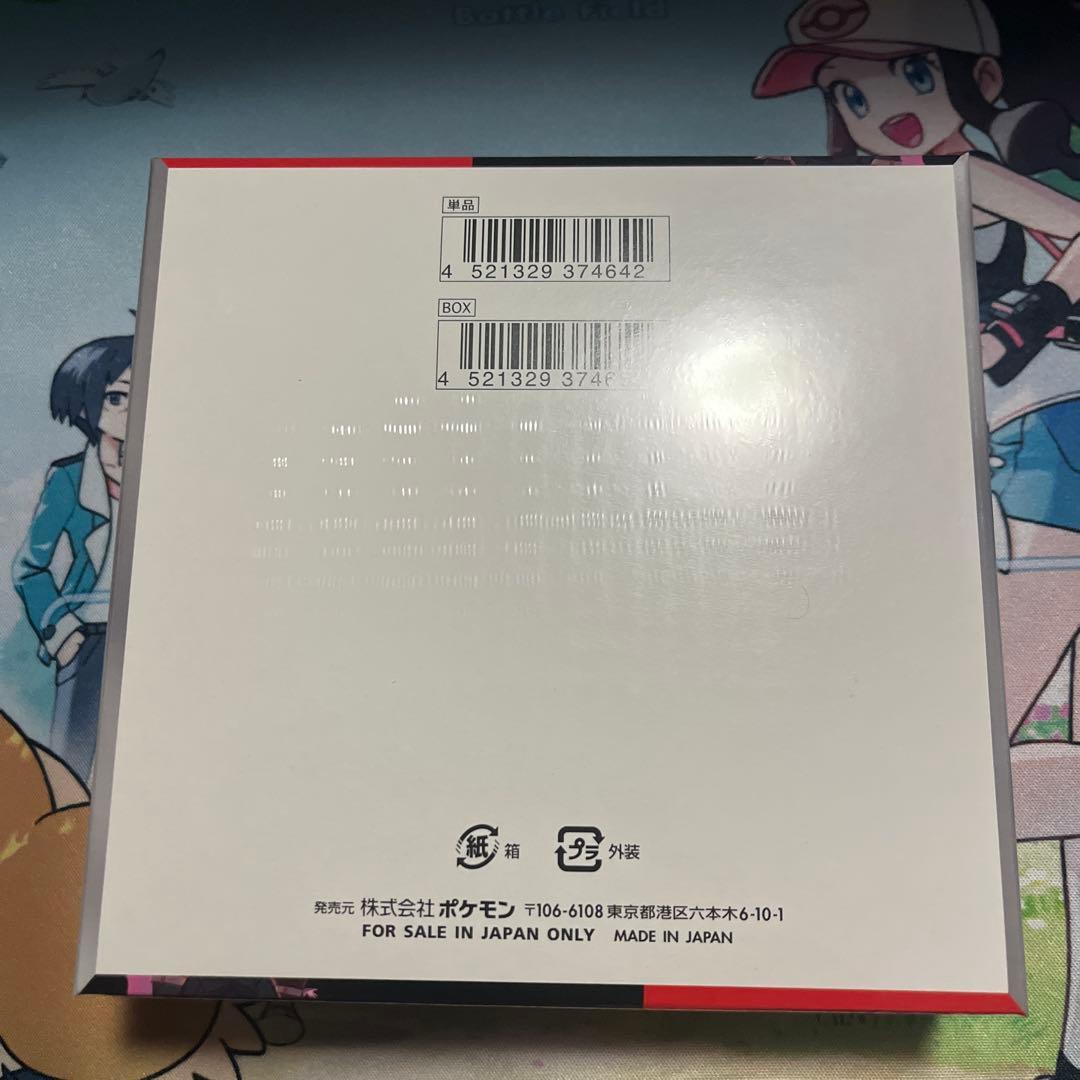 Battle Field
単品
4 521329 374642
BOX
4 521329 3746
紙 箱 プラ 外装
発売元 株式会社ポケモン 〒106-6108 東京都港区六本木6-10-1
FOR SALE IN JAPAN ONLY MADE IN JAPAN